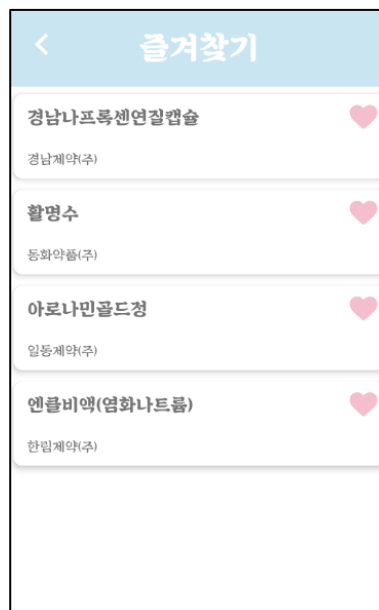 즐겨찾기
경남나프록센연질캡슐
경남제약(주)
활명수
동화약품(주)
아로나민골드정
일동제약(주)
엔클비액(염화나트륨)
한림제약(주)